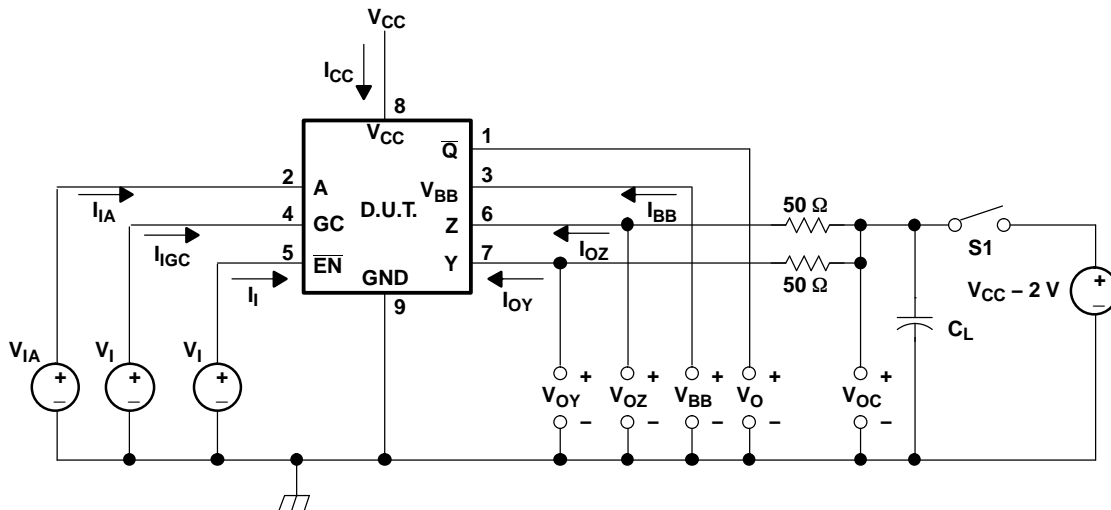 VCC
ICC
8
VCC
Q̅ 1
2 A
VBB 3
IIA
D.U.T.
IBB
50 Ω
4 GC
Z 6
IIGC
IOZ
S1
5 E̅N̅
Y 7
II
GND
IOY
50 Ω
9
VCC – 2 V
+
–
CL
VIA
VI
VI
+
–
+
–
+
–
VOY
+
–
VOZ
+
–
VBB
+
–
VO
+
–
VOC
+
–